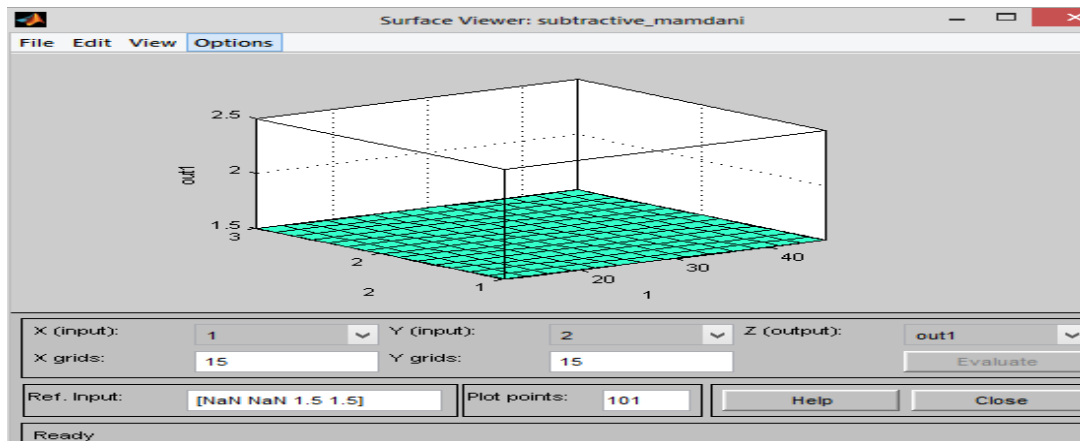 Surface Viewer: subtractive_mamdani
File Edit View Options
2.5
2
1.5
out1
3
2
1
2
20
30
40
1
X (input): 1 Y (input): 2 Z (output): out1
X grids: 15 Y grids: 15 Evaluate
Ref. Input: [NaN NaN 1.5 1.5] Plot points: 101 Help Close
Ready